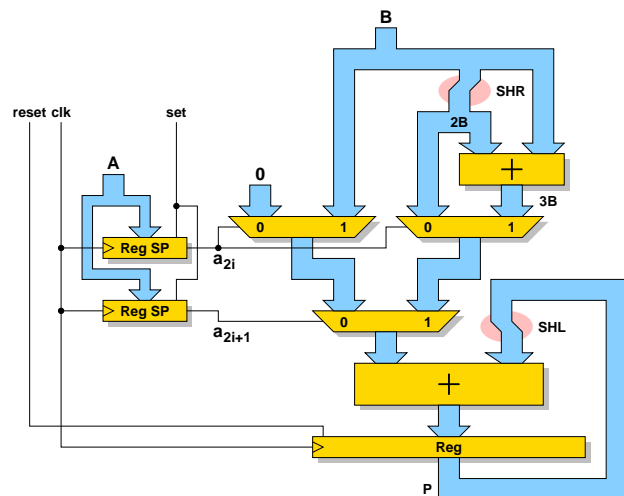 B
SHR
reset clk set
2B
A
0
+
3B
0 1 0 1
Reg SP
a2i
Reg SP
0 1
a2i+1
SHL
+
Reg
P